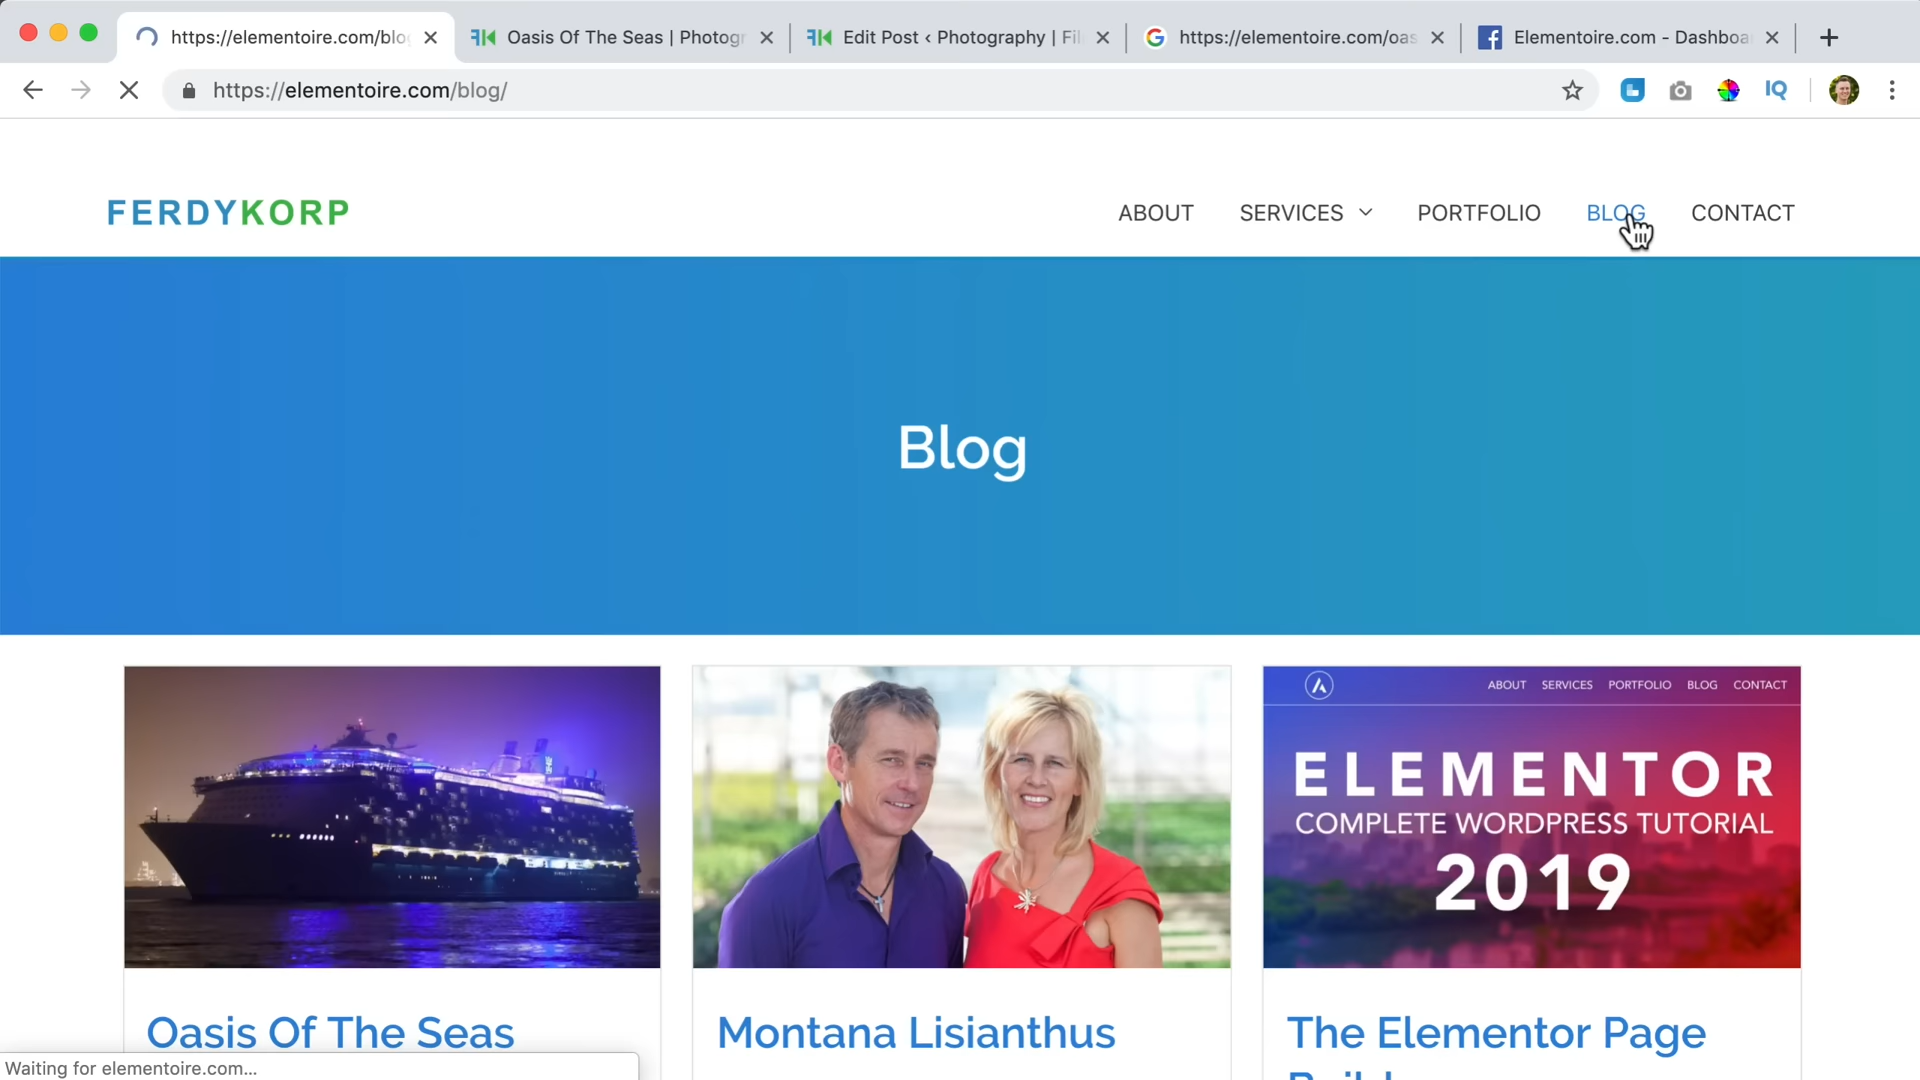 https://elementoire.com/blog
Oasis Of The Seas | Photogr
Edit Post ‹ Photography | Fil
https://elementoire.com/oas
Elementoire.com - Dashboa
https://elementoire.com/blog/
IQ
FERDYKORP
ABOUT
SERVICES
PORTFOLIO
BLOG
CONTACT
Blog
ABOUT SERVICES PORTFOLIO BLOG CONTACT
ELEMENTOR
COMPLETE WORDPRESS TUTORIAL
2019
Oasis Of The Seas
Montana Lisianthus
The Elementor Page
Waiting for elementoire.com...